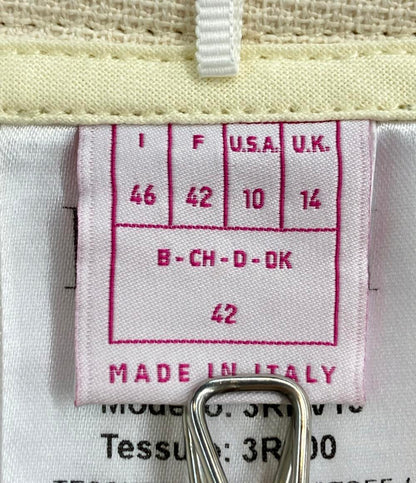 I F U.S.A. U.K.
46 42 10 14
B - CH - D - DK
42
MADE IN ITALY
Tessuto: 3R